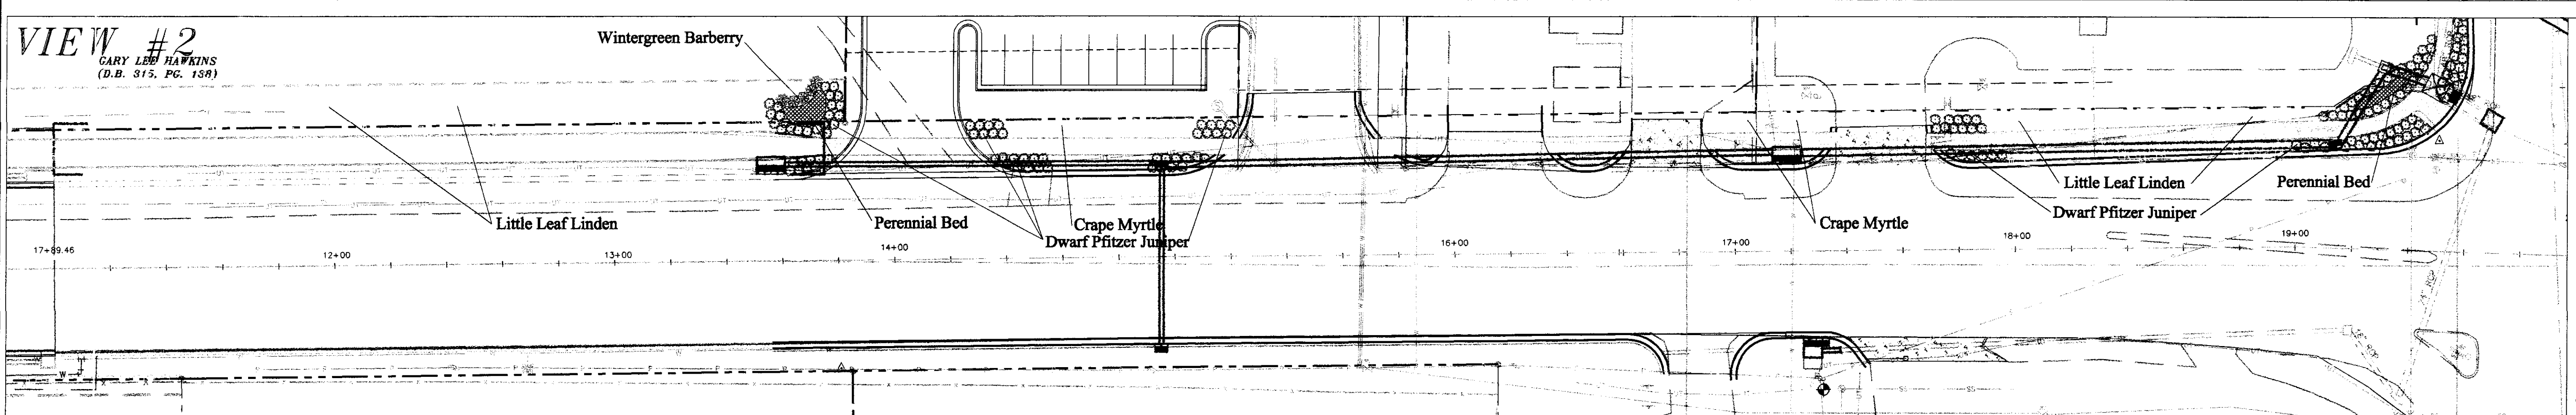 VIEW #2
GARY LEE HAWKINS
(D.B. 315, PG. 138)
Wintergreen Barberry
Little Leaf Linden
Perennial Bed
Crape Myrtle
Dwarf Pfitzer Juniper
Crape Myrtle
Little Leaf Linden
Dwarf Pfitzer Juniper
Perennial Bed
17+89.46
12+00
13+00
14+00
16+00
17+00
18+00
19+00